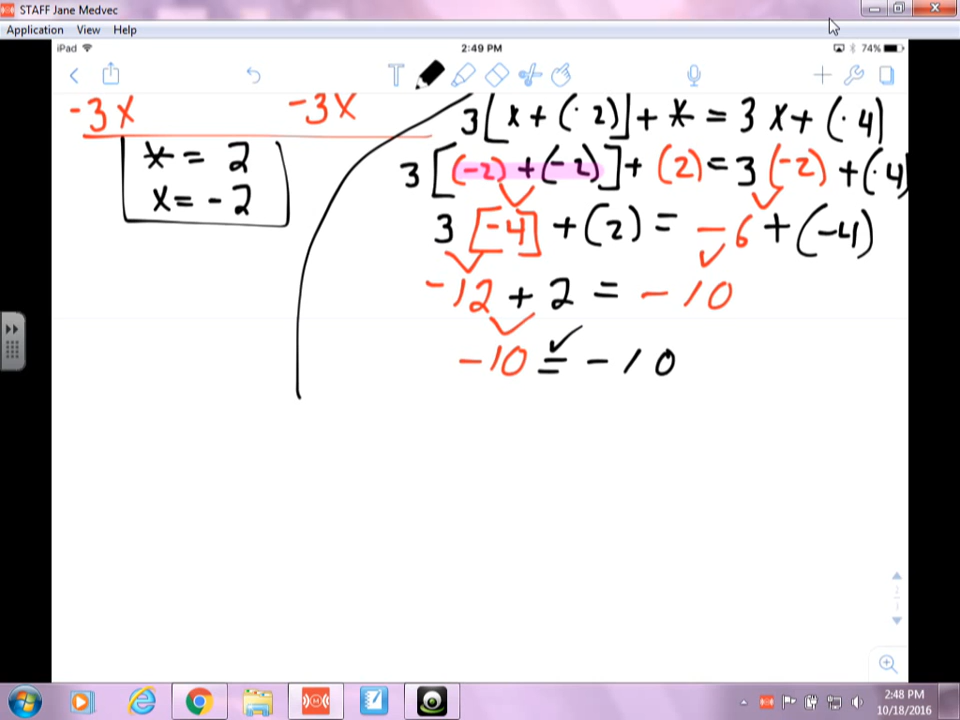 STAFF Jane Medvec
Application View Help
iPad 2:49 PM 74%
T
-3x -3x
* = 2
x = -2
3[x + (-2)] + * = 3x + (-4)
3[(-2) + (-2)] + (2) = 3(-2) + (-4)
3[-4] + (2) = -6 + (-4)
-12 + 2 = -10
-10 = -10
2:48 PM
10/18/2016